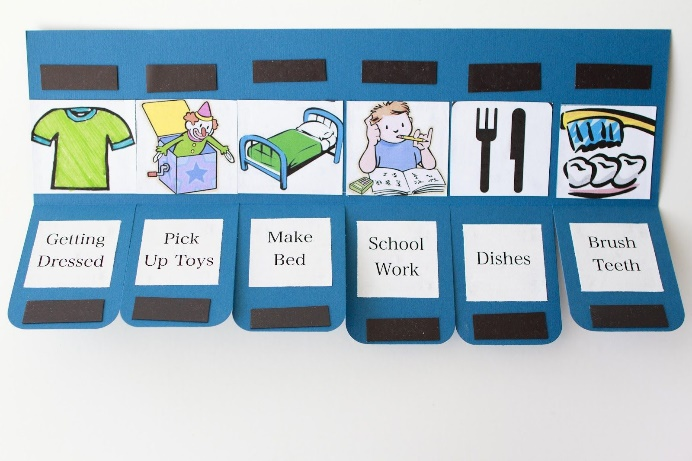 Getting
Dressed
Pick
Up Toys
Make
Bed
School
Work
Dishes
Brush
Teeth